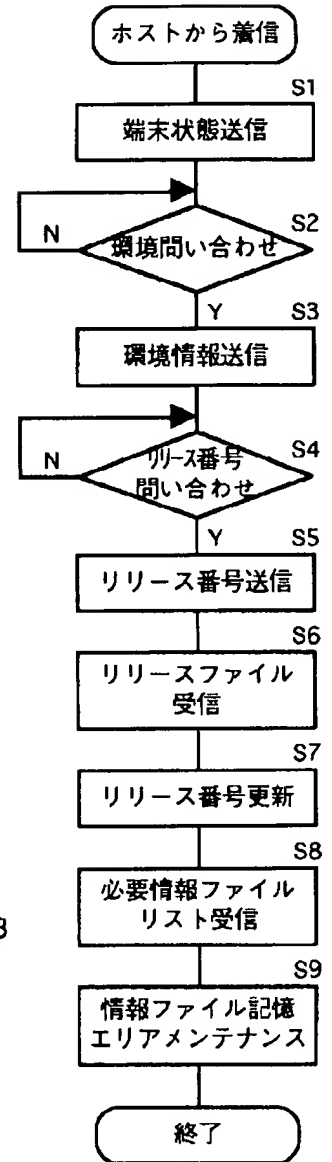 ホストから着信
S1
端末状態送信
S2
N
環境問い合わせ
Y
S3
環境情報送信
S4
N
リリース番号
問い合わせ
Y
S5
リリース番号送信
S6
リリースファイル
受信
S7
リリース番号更新
S8
必要情報ファイル
リスト受信
3
S9
情報ファイル記憶
エリアメンテナンス
終了